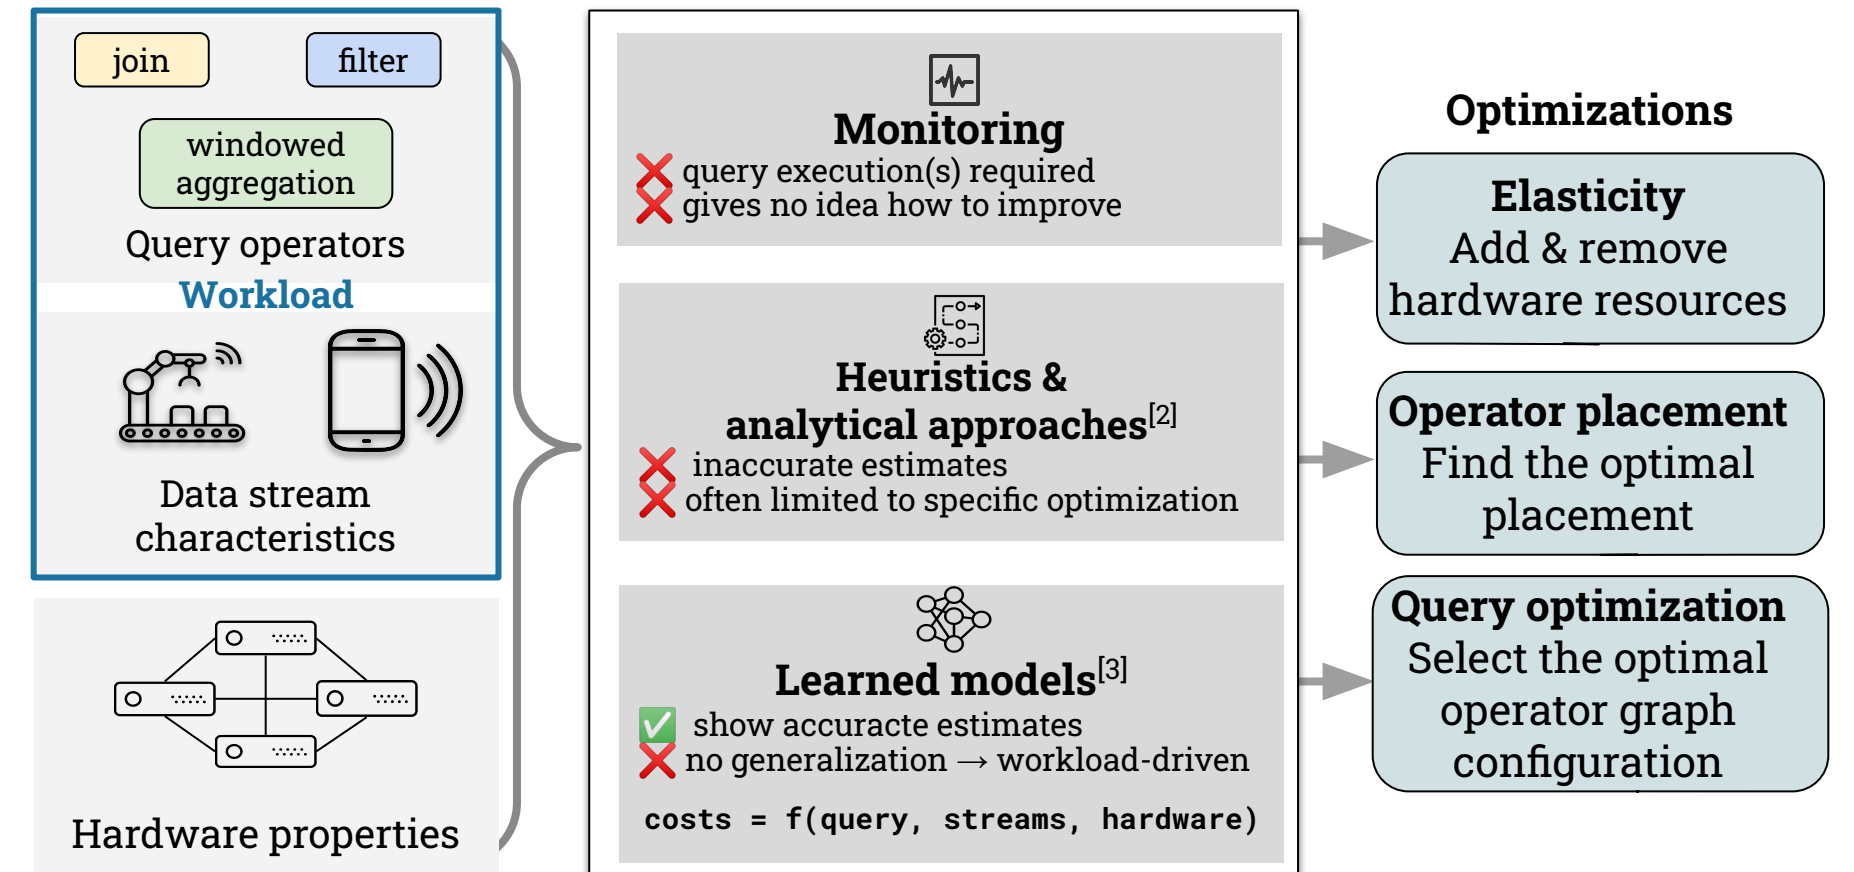 join
filter
windowed
aggregation
Query operators
Workload
Data stream
characteristics
Hardware properties
Monitoring
❌ query execution(s) required
❌ gives no idea how to improve
Heuristics &
analytical approaches[2]
❌ inaccurate estimates
❌ often limited to specific optimization
Learned models[3]
✅ show accuracte estimates
❌ no generalization → workload-driven
costs = f(query, streams, hardware)
Optimizations
Elasticity
Add & remove
hardware resources
Operator placement
Find the optimal
placement
Query optimization
Select the optimal
operator graph
configuration